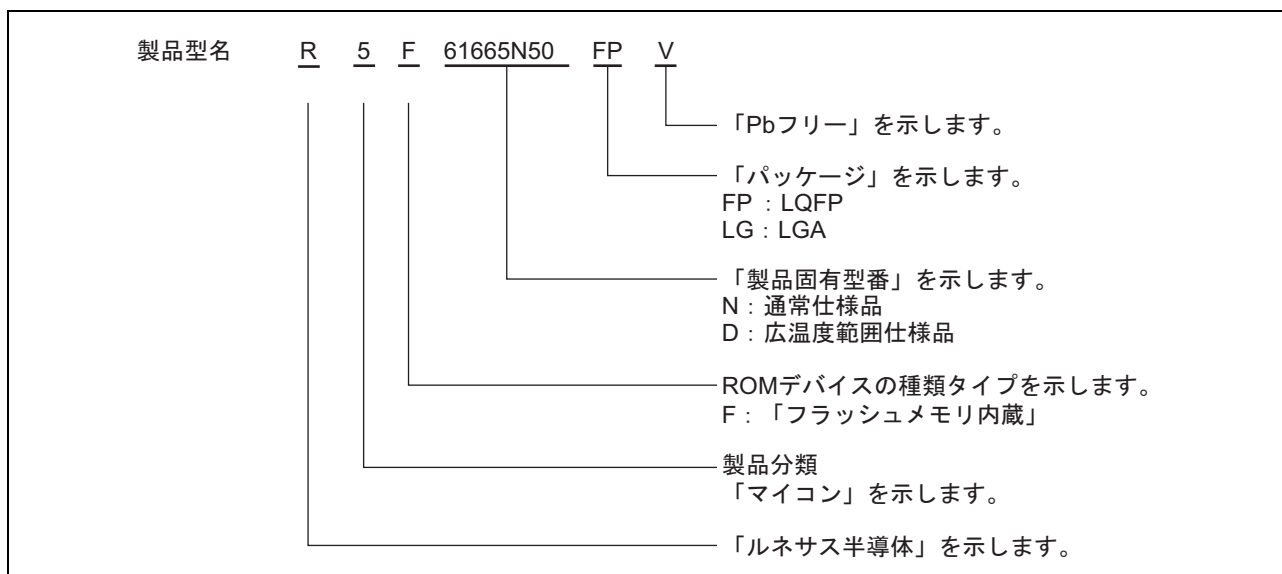 製品型名 R 5 F 61665N50 FP V
「Pbフリー」を示します。
「パッケージ」を示します。
FP：LQFP
LG：LGA
「製品固有型番」を示します。
N：通常仕様品
D：広温度範囲仕様品
ROMデバイスの種類タイプを示します。
F：「フラッシュメモリ内蔵」
製品分類
「マイコン」を示します。
「ルネサス半導体」を示します。